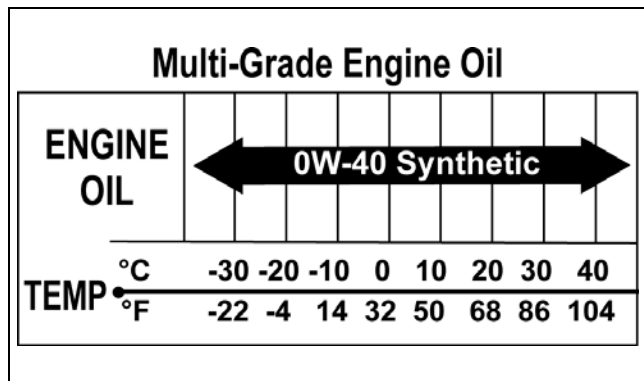 Multi-Grade Engine Oil
ENGINE
OIL
0W-40 Synthetic
°C -30 -20 -10 0 10 20 30 40
TEMP
°F -22 -4 14 32 50 68 86 104